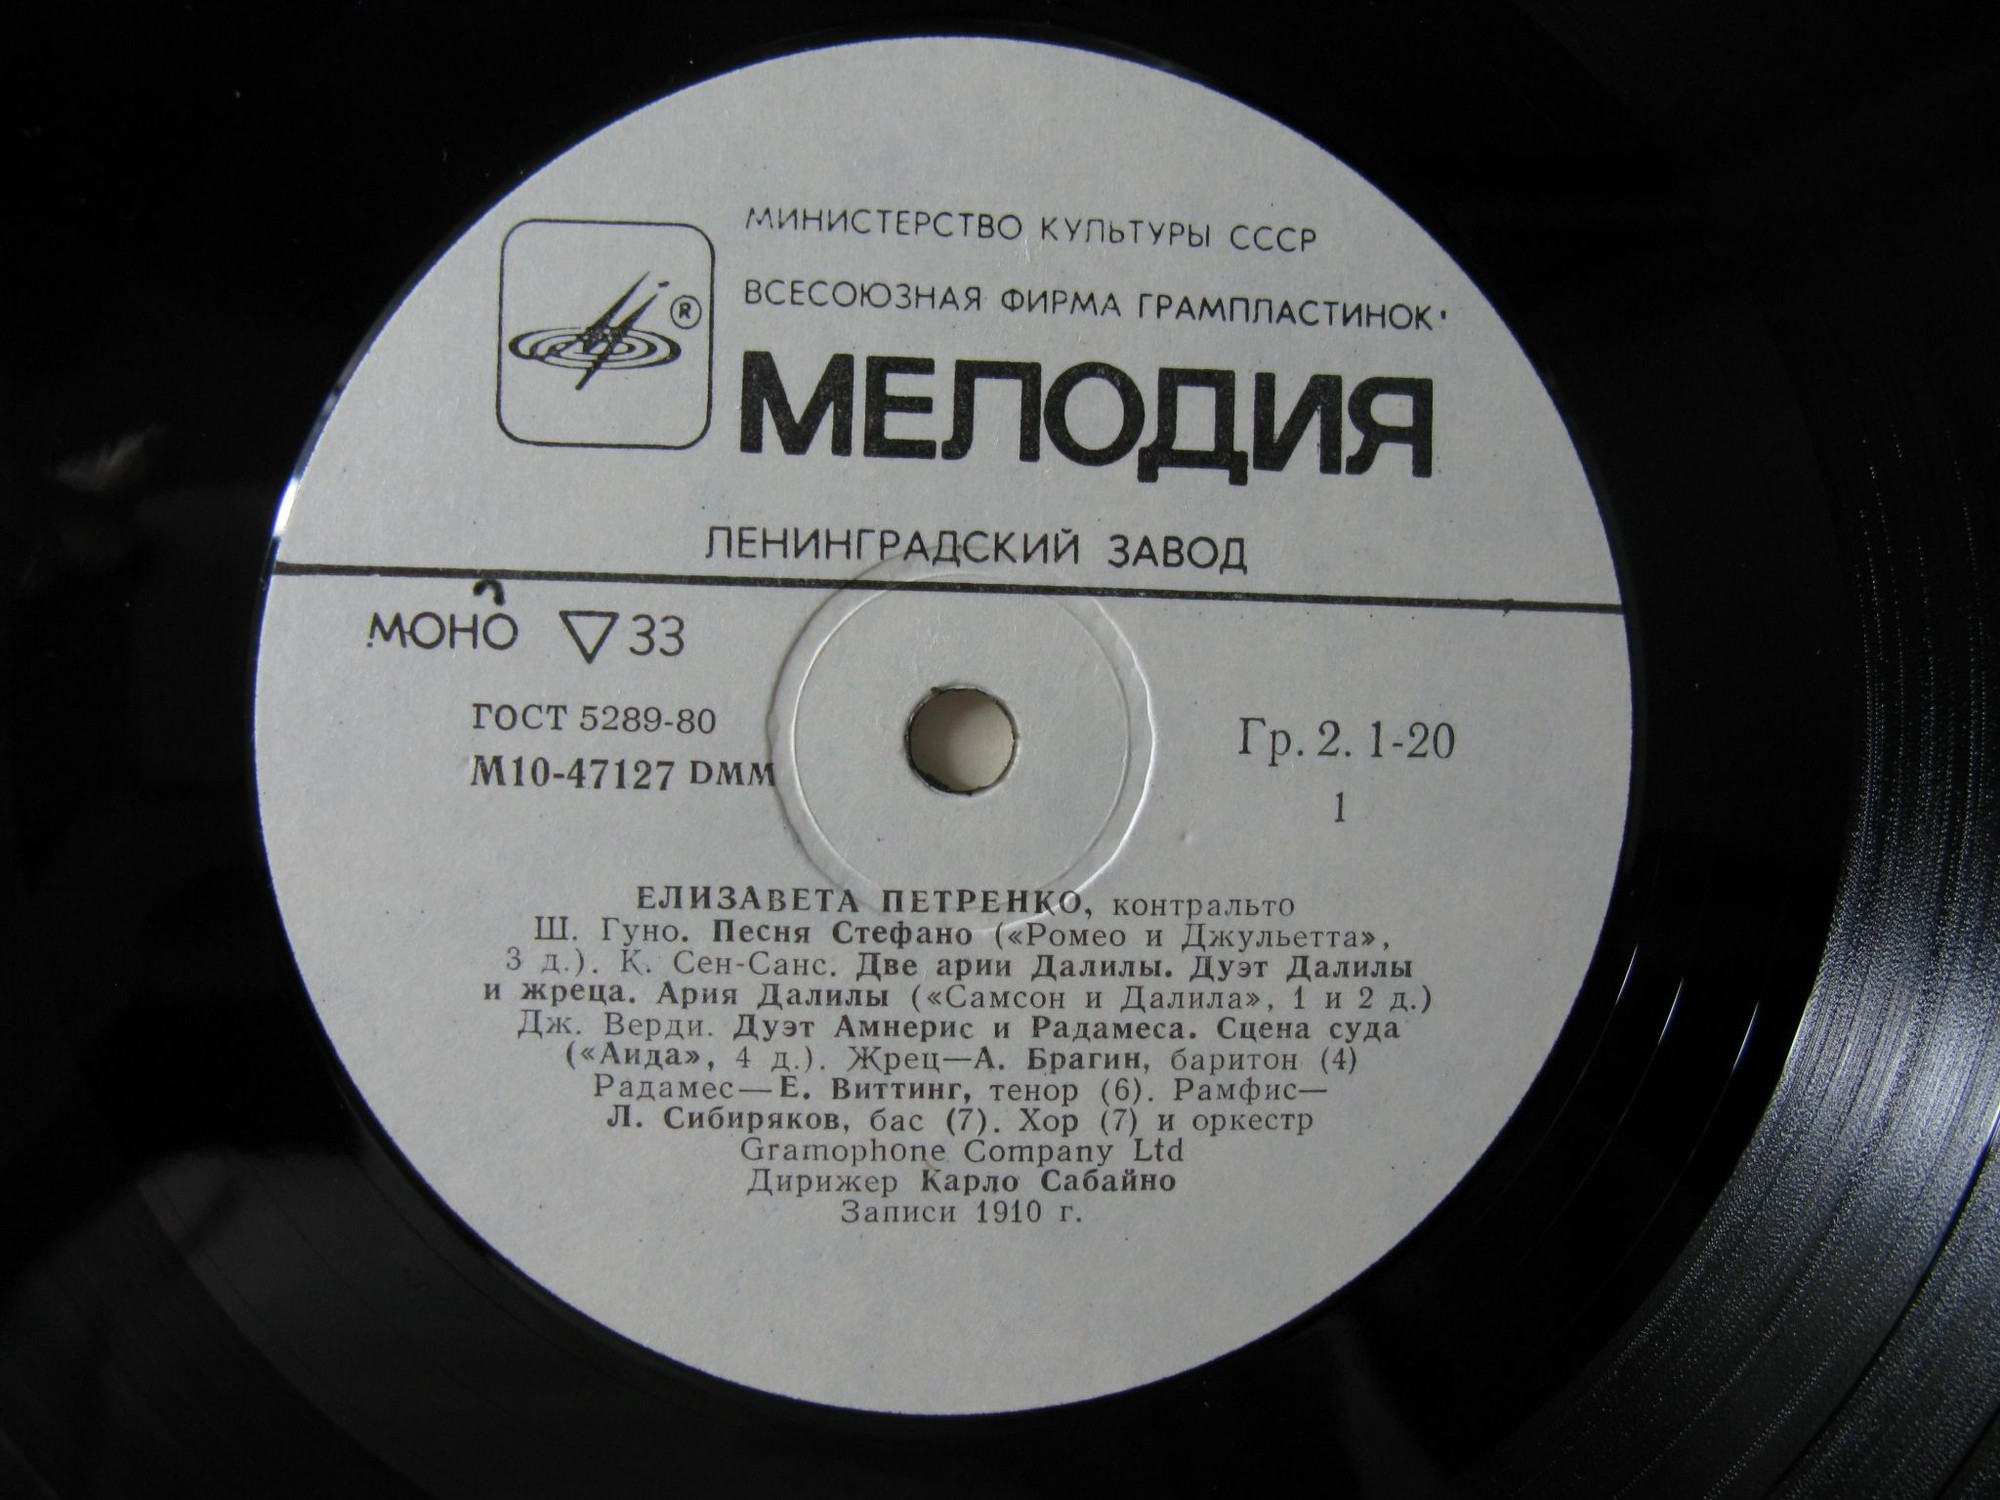 МИНИСТЕРСТВО КУЛЬТУРЫ СССР
ВСЕСОЮЗНАЯ ФИРМА ГРАМПЛАСТИНОК
®
МЕЛОДИЯ
ЛЕНИНГРАДСКИЙ ЗАВОД
МОНО ▽ 33
ГОСТ 5289-80
М10-47127 DMM
Гр. 2. 1-20
1
ЕЛИЗАВЕТА ПЕТРЕНКО, контральто
Ш. Гуно. Песня Стефано («Ромео и Джульетта»,
3 д.). К. Сен-Санс. Две арии Далилы. Дуэт Далилы
и жреца. Ария Далилы («Самсон и Далила», 1 и 2 д.)
Дж. Верди. Дуэт Амнерис и Радамеса. Сцена суда
(«Аида», 4 д.). Жрец—А. Брагин, баритон (4)
Радамес—Е. Виттинг, тенор (6). Рамфис—
Л. Сибиряков, бас (7). Хор (7) и оркестр
Gramophone Company Ltd
Дирижер Карло Сабайно
Записи 1910 г.